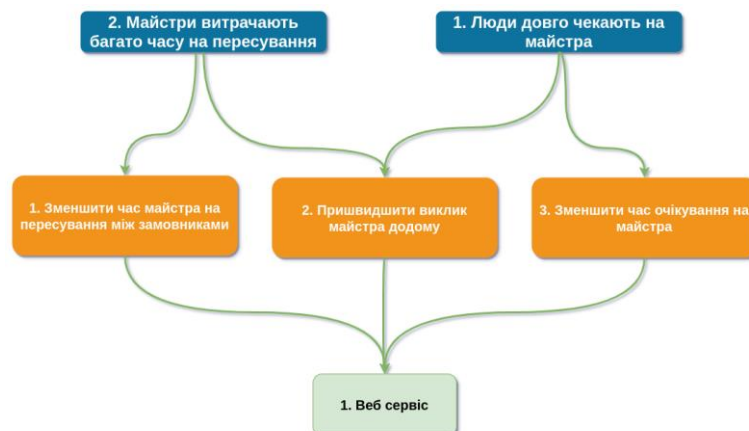 2. Майстри витрачають
багато часу на пересування
1. Люди довго чекають на
майстра
1. Зменшити час майстра на
пересування між замовниками
2. Пришвидшити виклик
майстра додому
3. Зменшити час очікування на
майстра
1. Веб сервіс